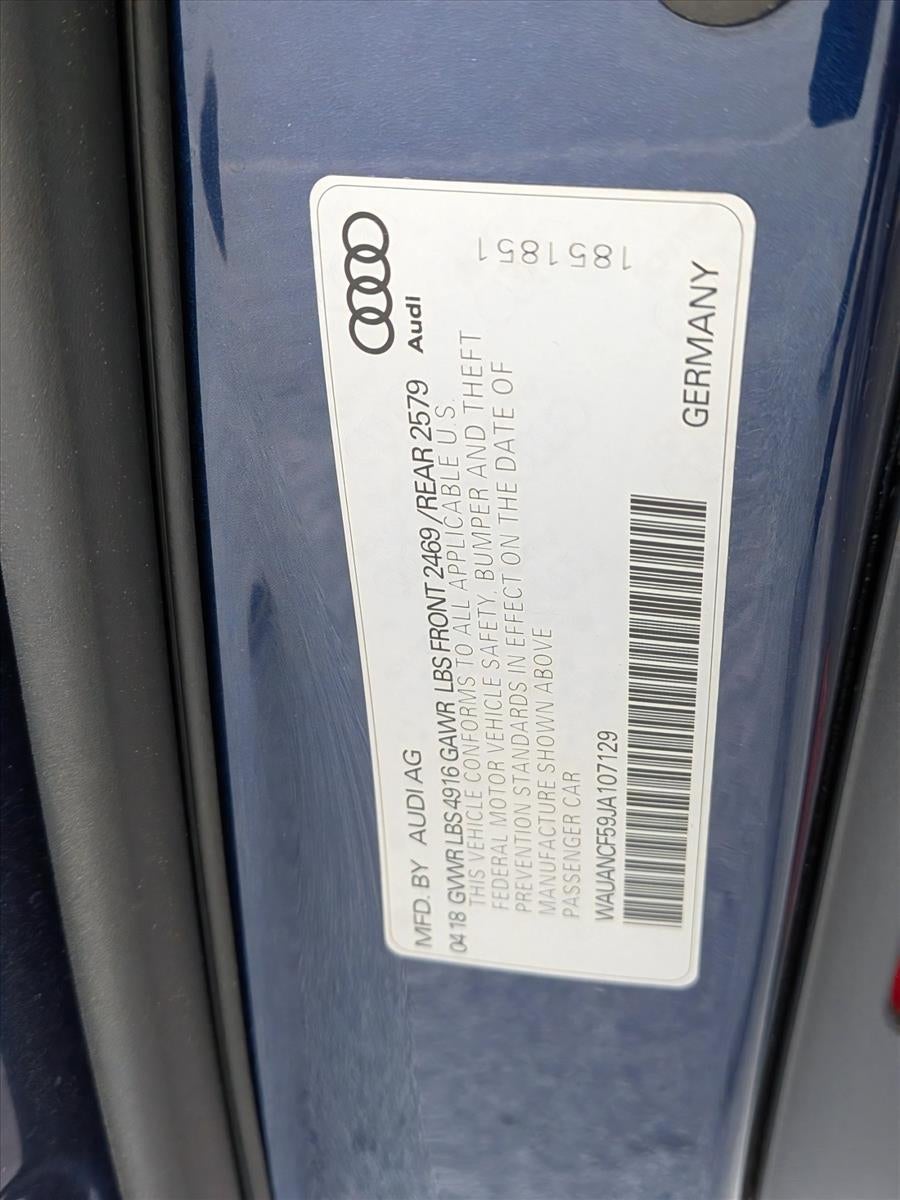 MFD. BY AUDI AG
Audi
0418 GVWR LBS 4916 GAWR LBS FRONT 2469 /REAR 2579
THIS VEHICLE CONFORMS TO ALL APPLICABLE U.S.
FEDERAL MOTOR VEHICLE SAFETY, BUMPER AND THEFT
PREVENTION STANDARDS IN EFFECT ON THE DATE OF
MANUFACTURE SHOWN ABOVE
PASSENGER CAR
WAUANCF59JA107129
GERMANY
1851851